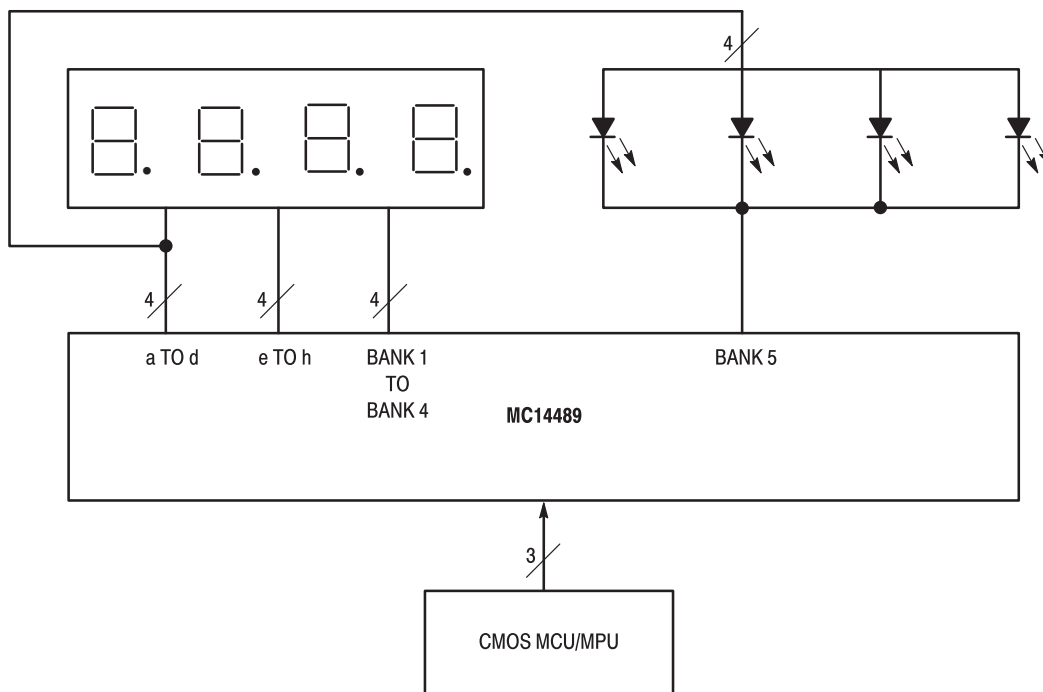 4
4
4
4
a TO d
e TO h
BANK 1
TO
BANK 4
BANK 5
MC14489
3
CMOS MCU/MPU